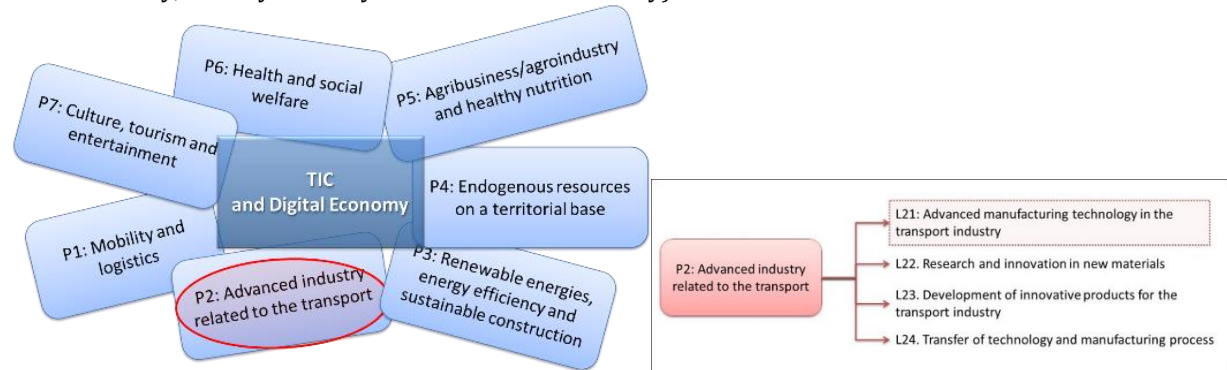 P6: Health and social
welfare
P5: Agribusiness/agroindustry
and healthy nutrition
P7: Culture, tourism and
entertainment
TIC
and Digital Economy
P4: Endogenous resources
on a territorial base
P1: Mobility and
logistics
P2: Advanced industry
related to the transport
P3: Renewable energies,
energy efficiency and
sustainable construction
P2: Advanced industry
related to the transport
L21: Advanced manufacturing technology in the
transport industry
L22. Research and innovation in new materials
L23. Development of innovative products for the
transport industry
L24. Transfer of technology and manufacturing process